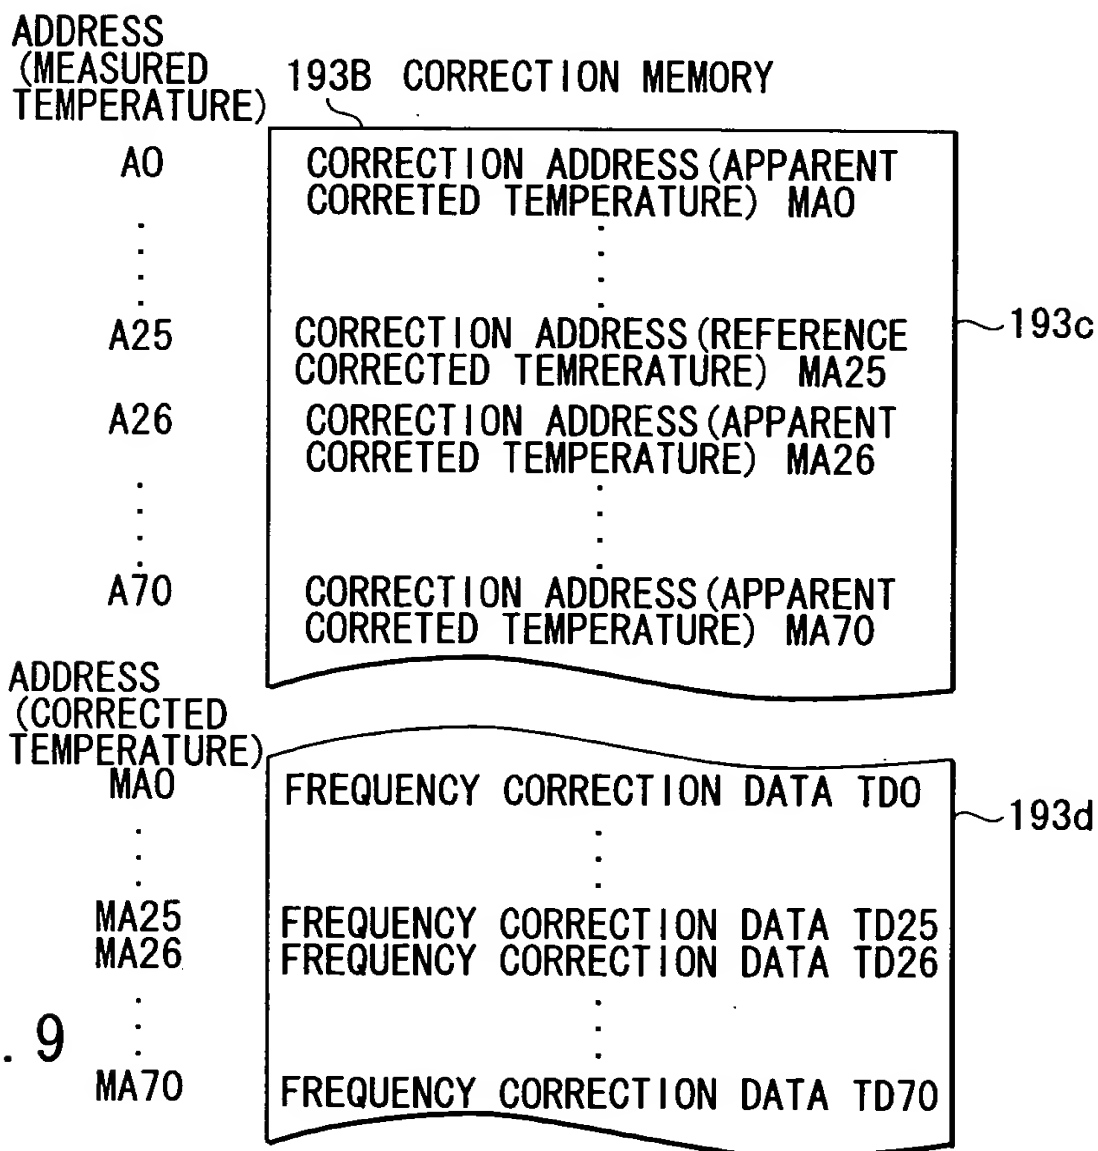 ADDRESS
(MEASURED
TEMPERATURE)
193B CORRECTION MEMORY
A0
CORRECTION ADDRESS (APPARENT
CORRETED TEMPERATURE) MA0
A25
CORRECTION ADDRESS (REFERENCE
CORRECTED TEMRERATURE) MA25
193c
A26
CORRECTION ADDRESS (APPARENT
CORRETED TEMPERATURE) MA26
A70
CORRECTION ADDRESS (APPARENT
CORRETED TEMPERATURE) MA70
ADDRESS
(CORRECTED
TEMPERATURE)
MA0 FREQUENCY CORRECTION DATA TD0
193d
MA25 FREQUENCY CORRECTION DATA TD25
MA26 FREQUENCY CORRECTION DATA TD26
. 9
MA70 FREQUENCY CORRECTION DATA TD70